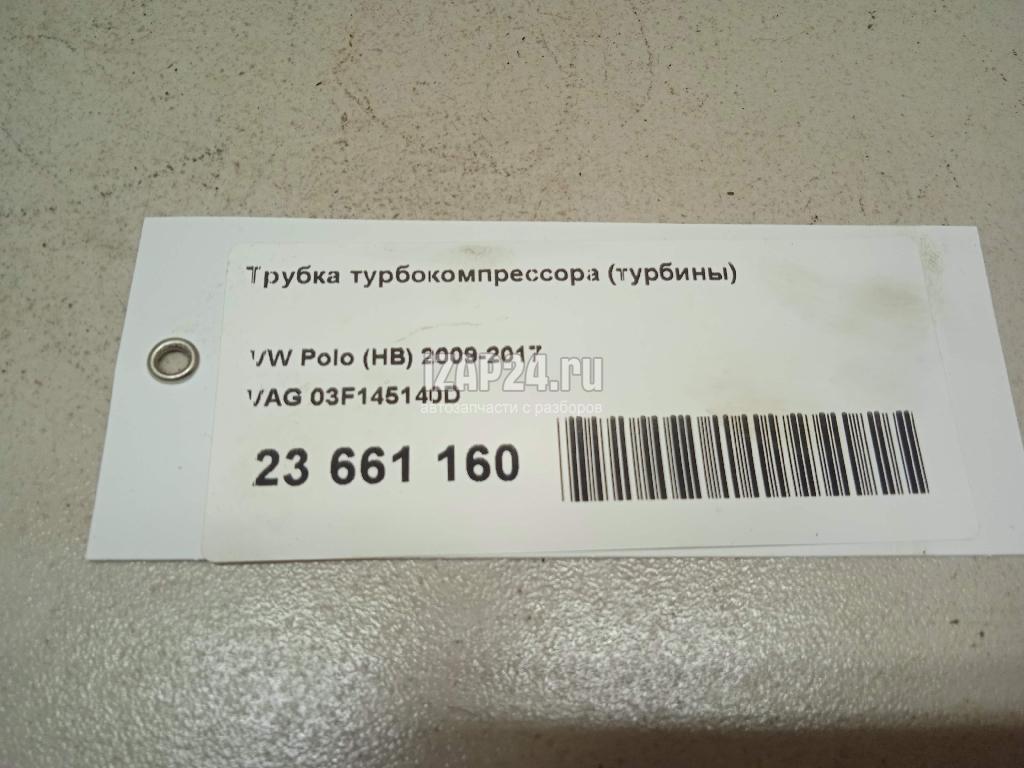 Трубка турбокомпрессора (турбины)
VW Polo (HB) 2009-2017
IZAP24.ru
VAG 03F145140D
автозапчасти с разборов
23 661 160